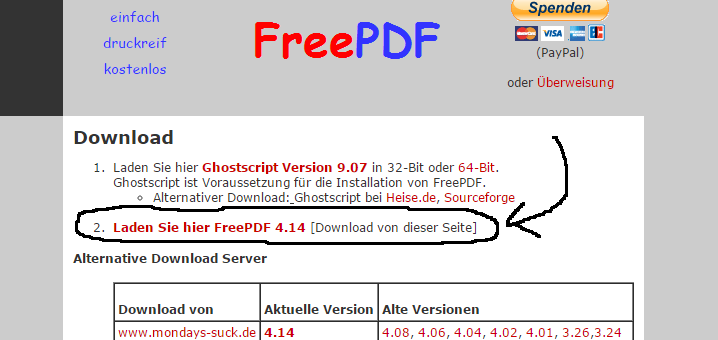 einfach
druckreif
kostenlos
FreePDF
Spenden
VISA
(PayPal)
oder Überweisung
Download
1. Laden Sie hier Ghostscript Version 9.07 in 32-Bit oder 64-Bit.
Ghostscript ist Voraussetzung für die Installation von FreePDF.
Alternativer Download: Ghostscript bei Heise.de, Sourceforge
2. Laden Sie hier FreePDF 4.14 [Download von dieser Seite]
Alternative Download Server
Download von Aktuelle Version Alte Versionen
www.mondays-suck.de 4.14 4.08, 4.06, 4.04, 4.02, 4.01, 3.26,3.24